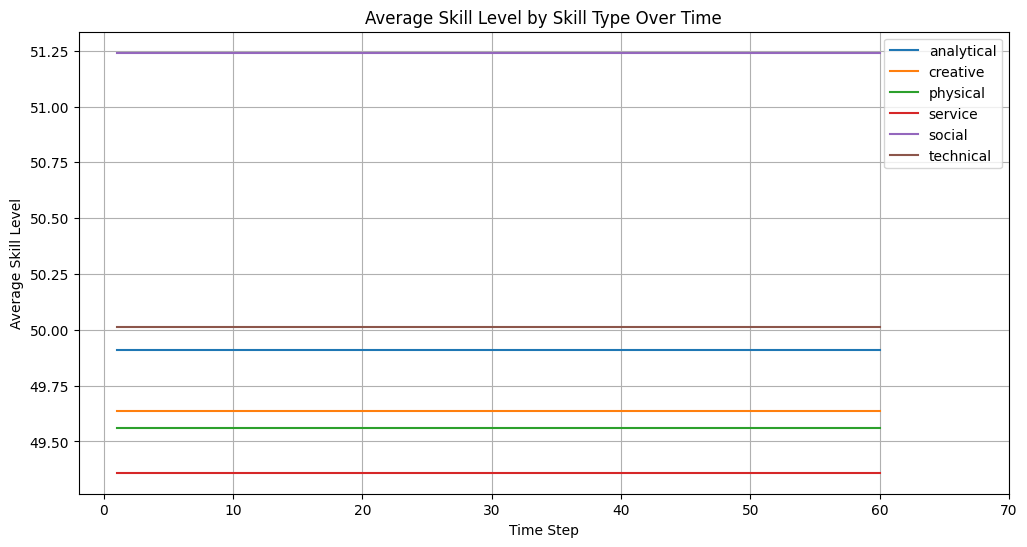 Average Skill Level by Skill Type Over Time
51.25
51.00
50.75
50.50
50.25
50.00
49.75
49.50
Average Skill Level
analytical
creative
physical
service
social
technical
0 10 20 30 40 50 60 70
Time Step